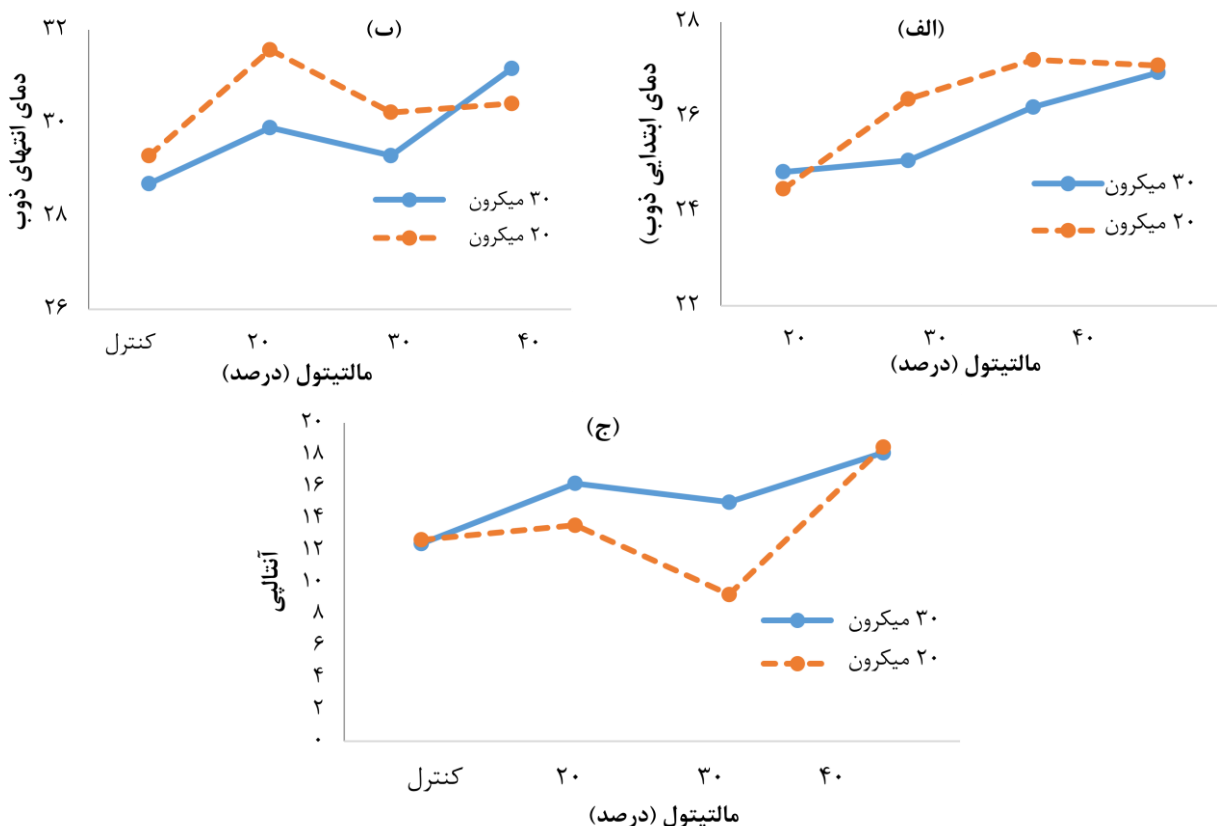 (ب)
دمای انتهای ذوب
۳۲
۳۰
۲۸
۲۶
۳۰ میکرون
۲۰ میکرون
کنترل ۲۰ ۳۰ ۴۰
مالتیتول (درصد)
(الف)
دمای ابتدایی ذوب)
۲۸
۲۶
۲۴
۲۲
۳۰ میکرون
۲۰ میکرون
۲۰ ۳۰ ۴۰
مالتیتول (درصد)
(ج)
آنتالپی
۲۰
۱۸
۱۶
۱۴
۱۲
۱۰
۸
۶
۴
۲
۰
۳۰ میکرون
۲۰ میکرون
کنترل ۲۰ ۳۰ ۴۰
مالتیتول (درصد)